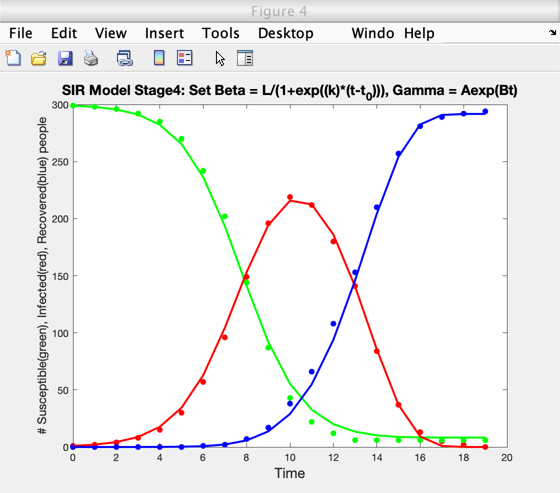 Figure 4
File Edit View Insert Tools Desktop Windo Help
SIR Model Stage4: Set Beta = L/(1+exp((k)*(t-t0))), Gamma = Aexp(Bt)
# Susceptible(green), Infected(red), Recovered(blue) people
300
250
200
150
100
50
0
0 2 4 6 8 10 12 14 16 18 20
Time